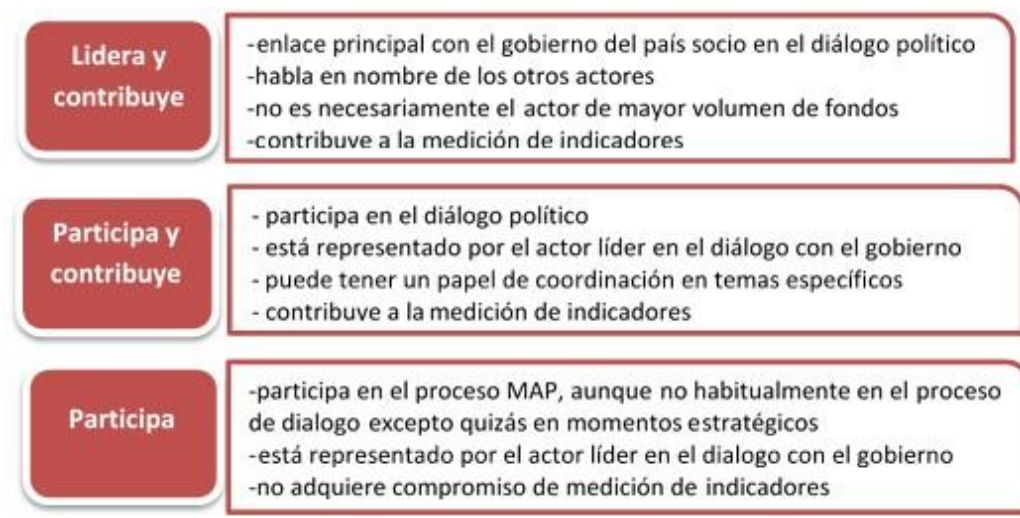 Lidera y
contribuye
-enlace principal con el gobierno del país socio en el diálogo político
-habla en nombre de los otros actores
-no es necesariamente el actor de mayor volumen de fondos
-contribuve a la medición de indicadores
Participa y
contribuye
- participa en el diálogo político
- está representado por el actor líder en el diálogo con el gobierno
- puede tener un papel de coordinación en temas específicos
- contribuve a la medición de indicadores
Participa
-participa en el proceso MAP, aunque no habitualmente en el proceso
de dialogo excepto quizás en momentos estratégicos
-está representado por el actor líder en el dialogo con el gobierno
-no adquiere compromiso de medición de indicadores